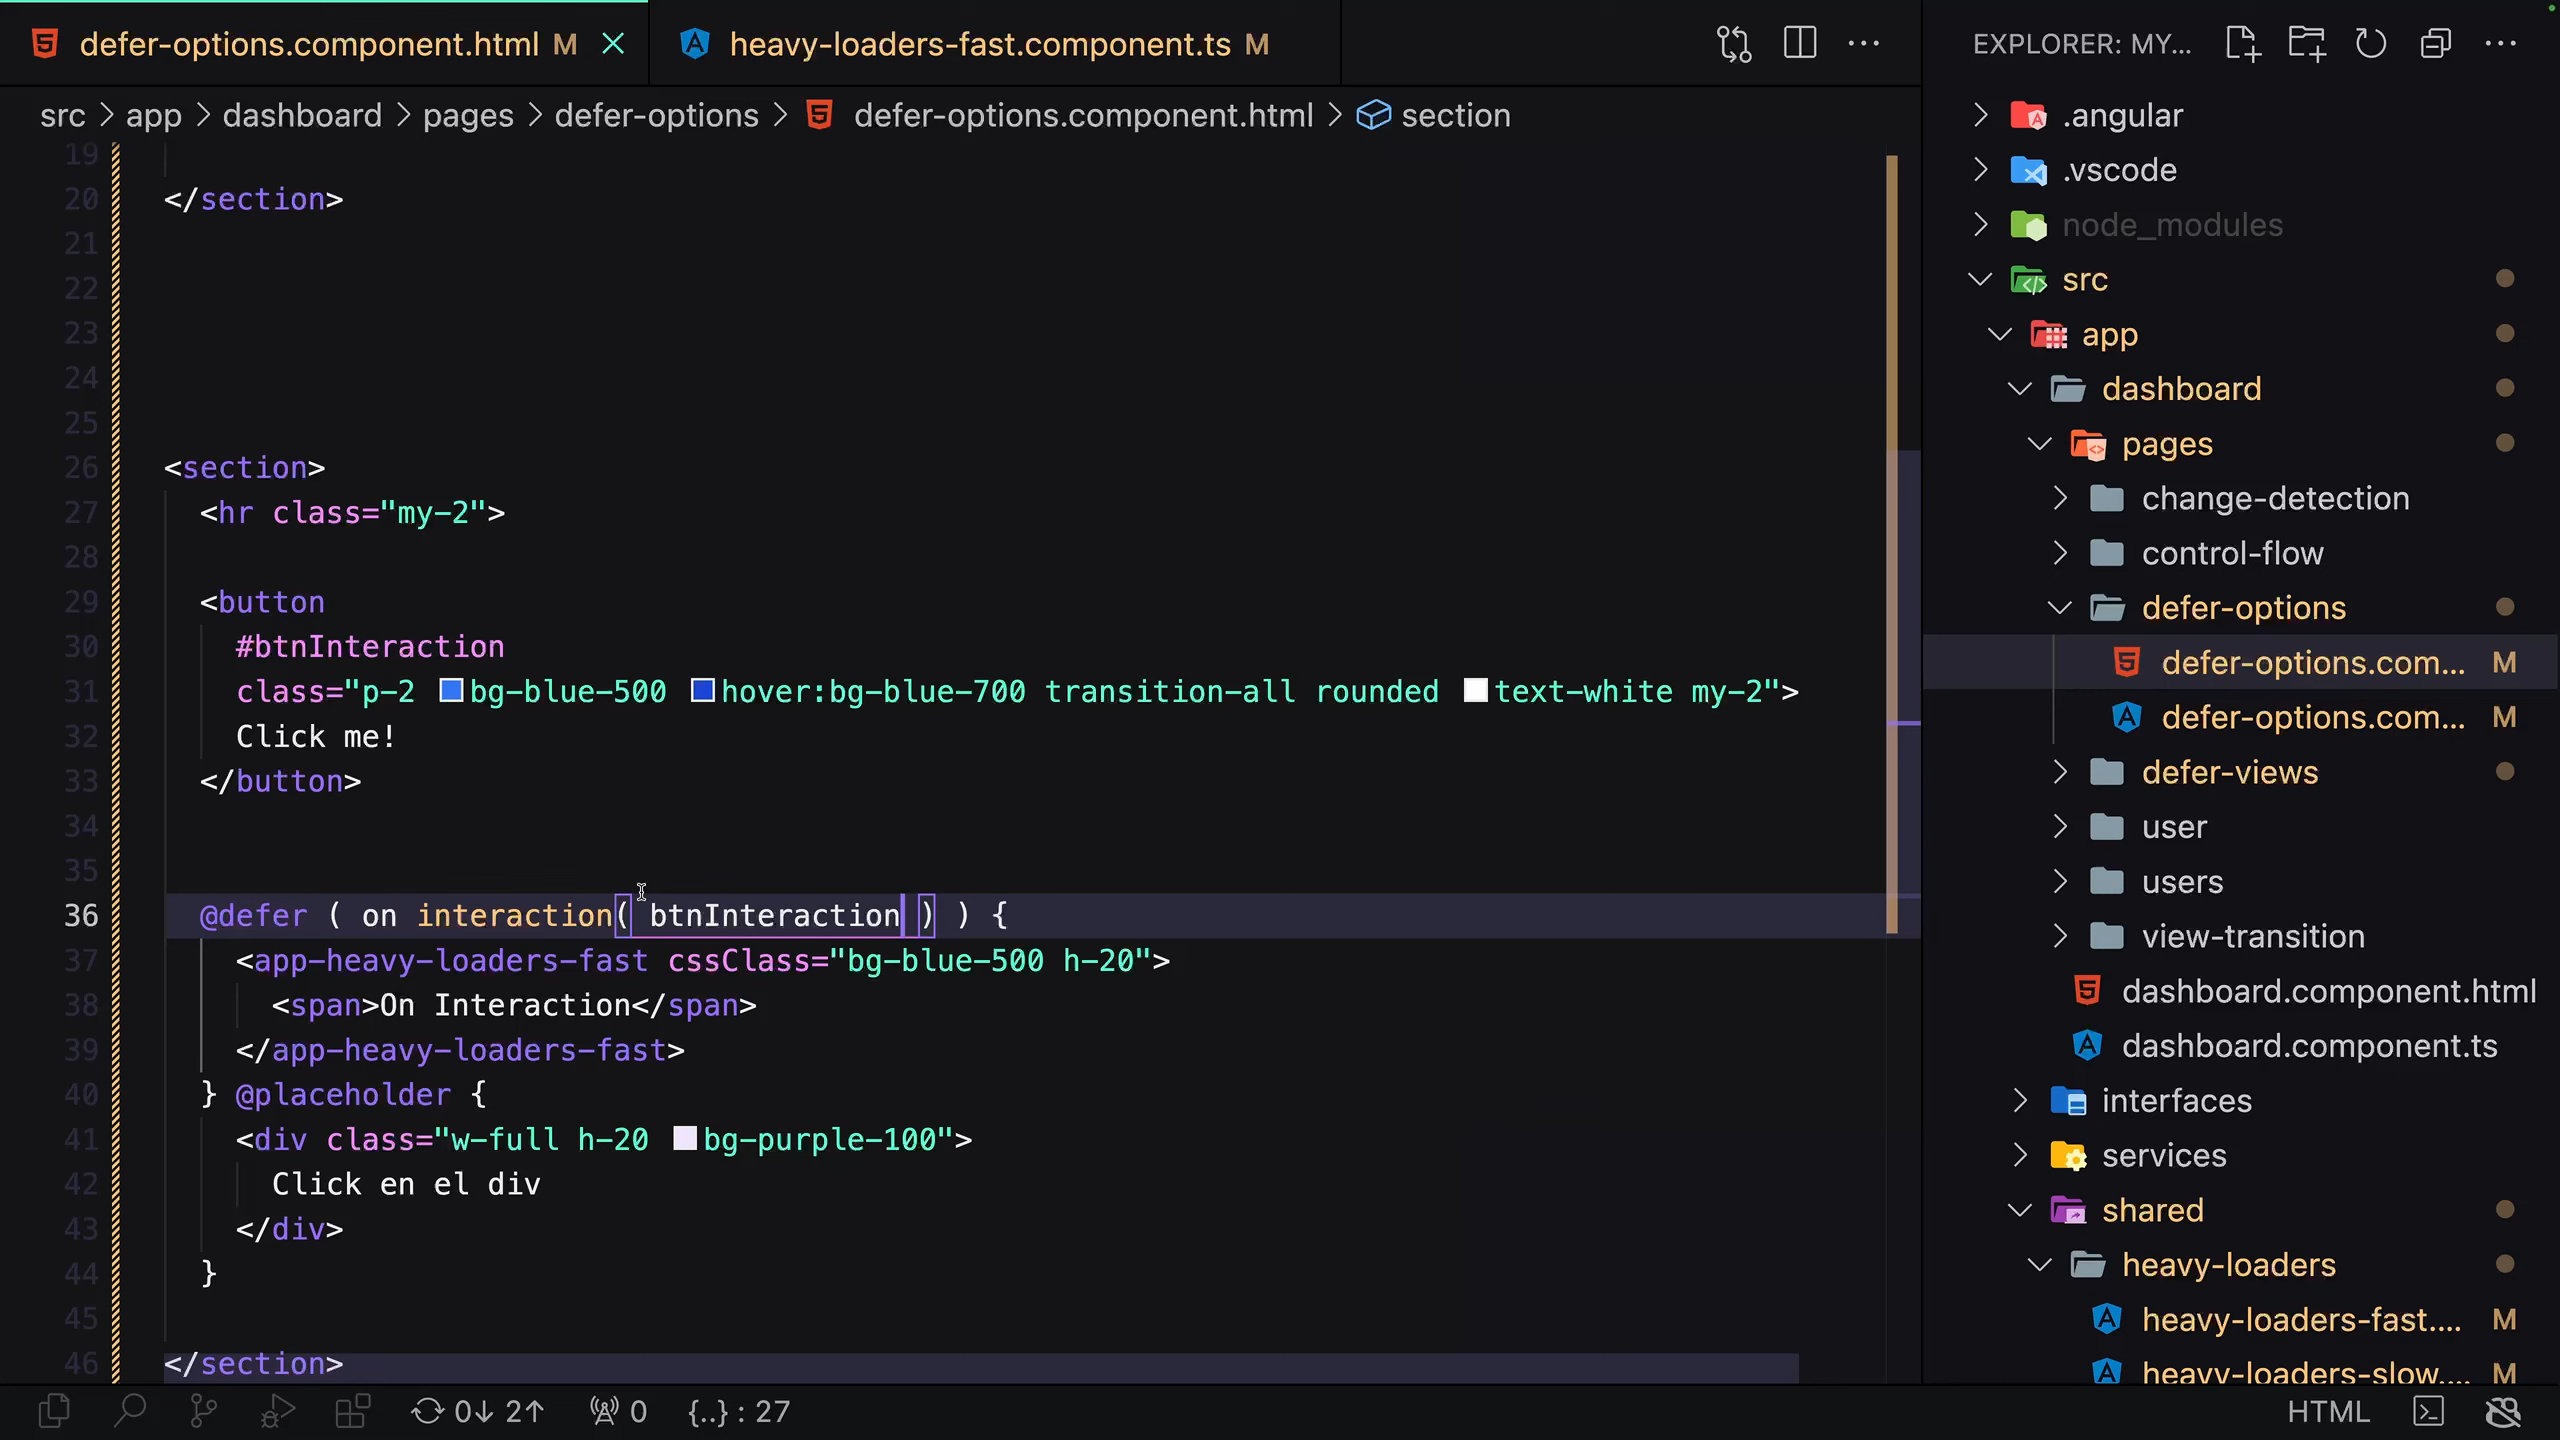 defer-options.component.html M
heavy-loaders-fast.component.ts M
EXPLORER: MY...
src > app > dashboard > pages > defer-options > defer-options.component.html > section
19
20 </section>
21
22
23
24
25
26 <section>
27 <hr class="my-2">
28
29 <button
30 #btnInteraction
31 class="p-2 bg-blue-500 hover:bg-blue-700 transition-all rounded text-white my-2">
32 Click me!
33 </button>
34
35
36 @defer ( on interaction( btnInteraction ) ) {
37 <app-heavy-loaders-fast cssClass="bg-blue-500 h-20">
38 <span>On Interaction</span>
39 </app-heavy-loaders-fast>
40 } @placeholder {
41 <div class="w-full h-20 bg-purple-100">
42 Click en el div
43 </div>
44 }
45
46 </section>
.angular
.vscode
node_modules
src
app
dashboard
pages
change-detection
control-flow
defer-options
defer-options.com... M
defer-options.com... M
defer-views
user
users
view-transition
dashboard.component.html
dashboard.component.ts
interfaces
services
shared
heavy-loaders
heavy-loaders-fast.... M
heavy-loaders-slow.... M
0↓ 2↑ 0 {..} : 27 HTML